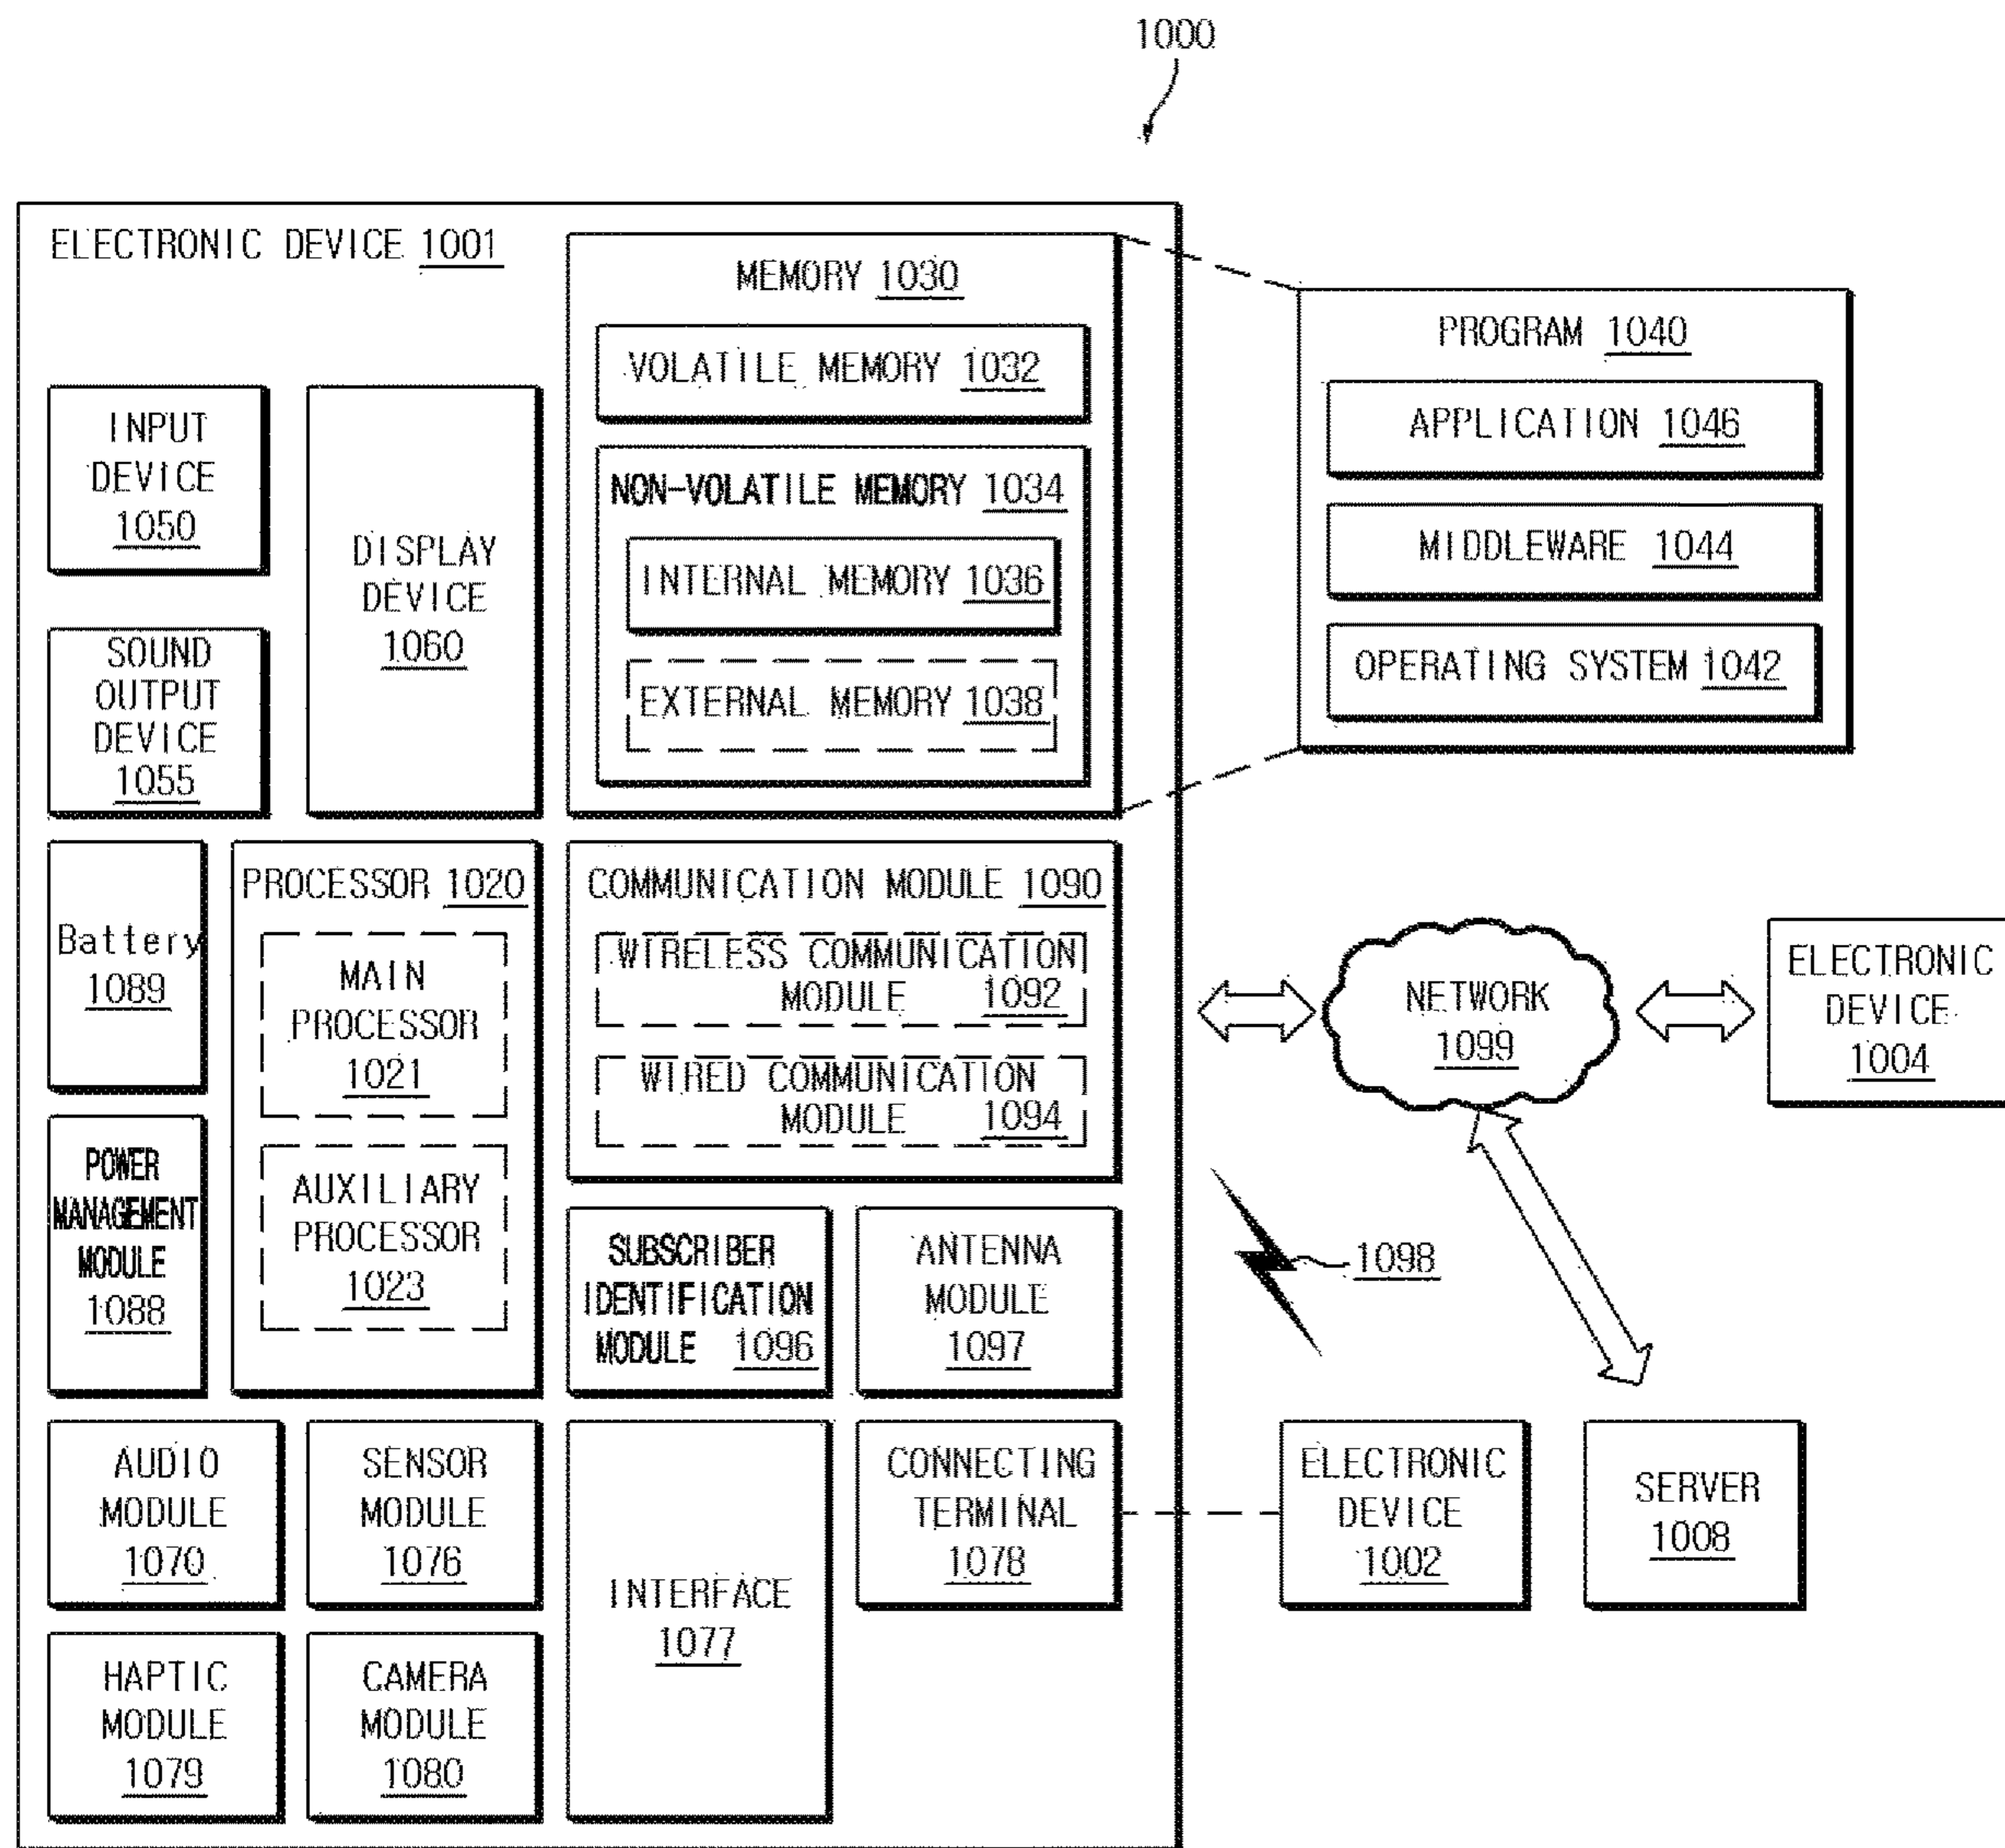 1000
ELECTRONIC DEVICE 1001
MEMORY 1030
VOLATILE MEMORY 1032
NON-VOLATILE MEMORY 1034
INTERNAL MEMORY 1036
EXTERNAL MEMORY 1038
PROGRAM 1040
APPLICATION 1046
MIDDLEWARE 1044
OPERATING SYSTEM 1042
INPUT
DEVICE
1050
DISPLAY
DEVICE
1060
SOUND
OUTPUT
DEVICE
1055
Battery
1089
PROCESSOR 1020
MAIN
PROCESSOR
1021
AUXILIARY
PROCESSOR
1023
COMMUNICATION MODULE 1090
WIRELESS COMMUNICATION
MODULE 1092
WIRED COMMUNICATION
MODULE 1094
NETWORK
1099
ELECTRONIC
DEVICE
1004
POWER
MANAGEMENT
MODULE
1088
SUBSCRIBER
IDENTIFICATION
MODULE 1096
ANTENNA
MODULE
1097
1098
AUDIO
MODULE
1070
SENSOR
MODULE
1076
INTERFACE
1077
CONNECTING
TERMINAL
1078
ELECTRONIC
DEVICE
1002
SERVER
1008
HAPTIC
MODULE
1079
CAMERA
MODULE
1080